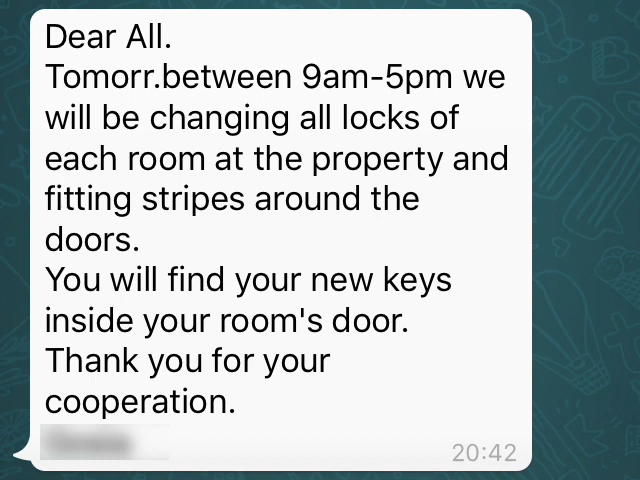 Dear All.
Tomorr.between 9am-5pm we
will be changing all locks of
each room at the property and
fitting stripes around the
doors.
You will find your new keys
inside your room's door.
Thank you for your
cooperation.
20:42